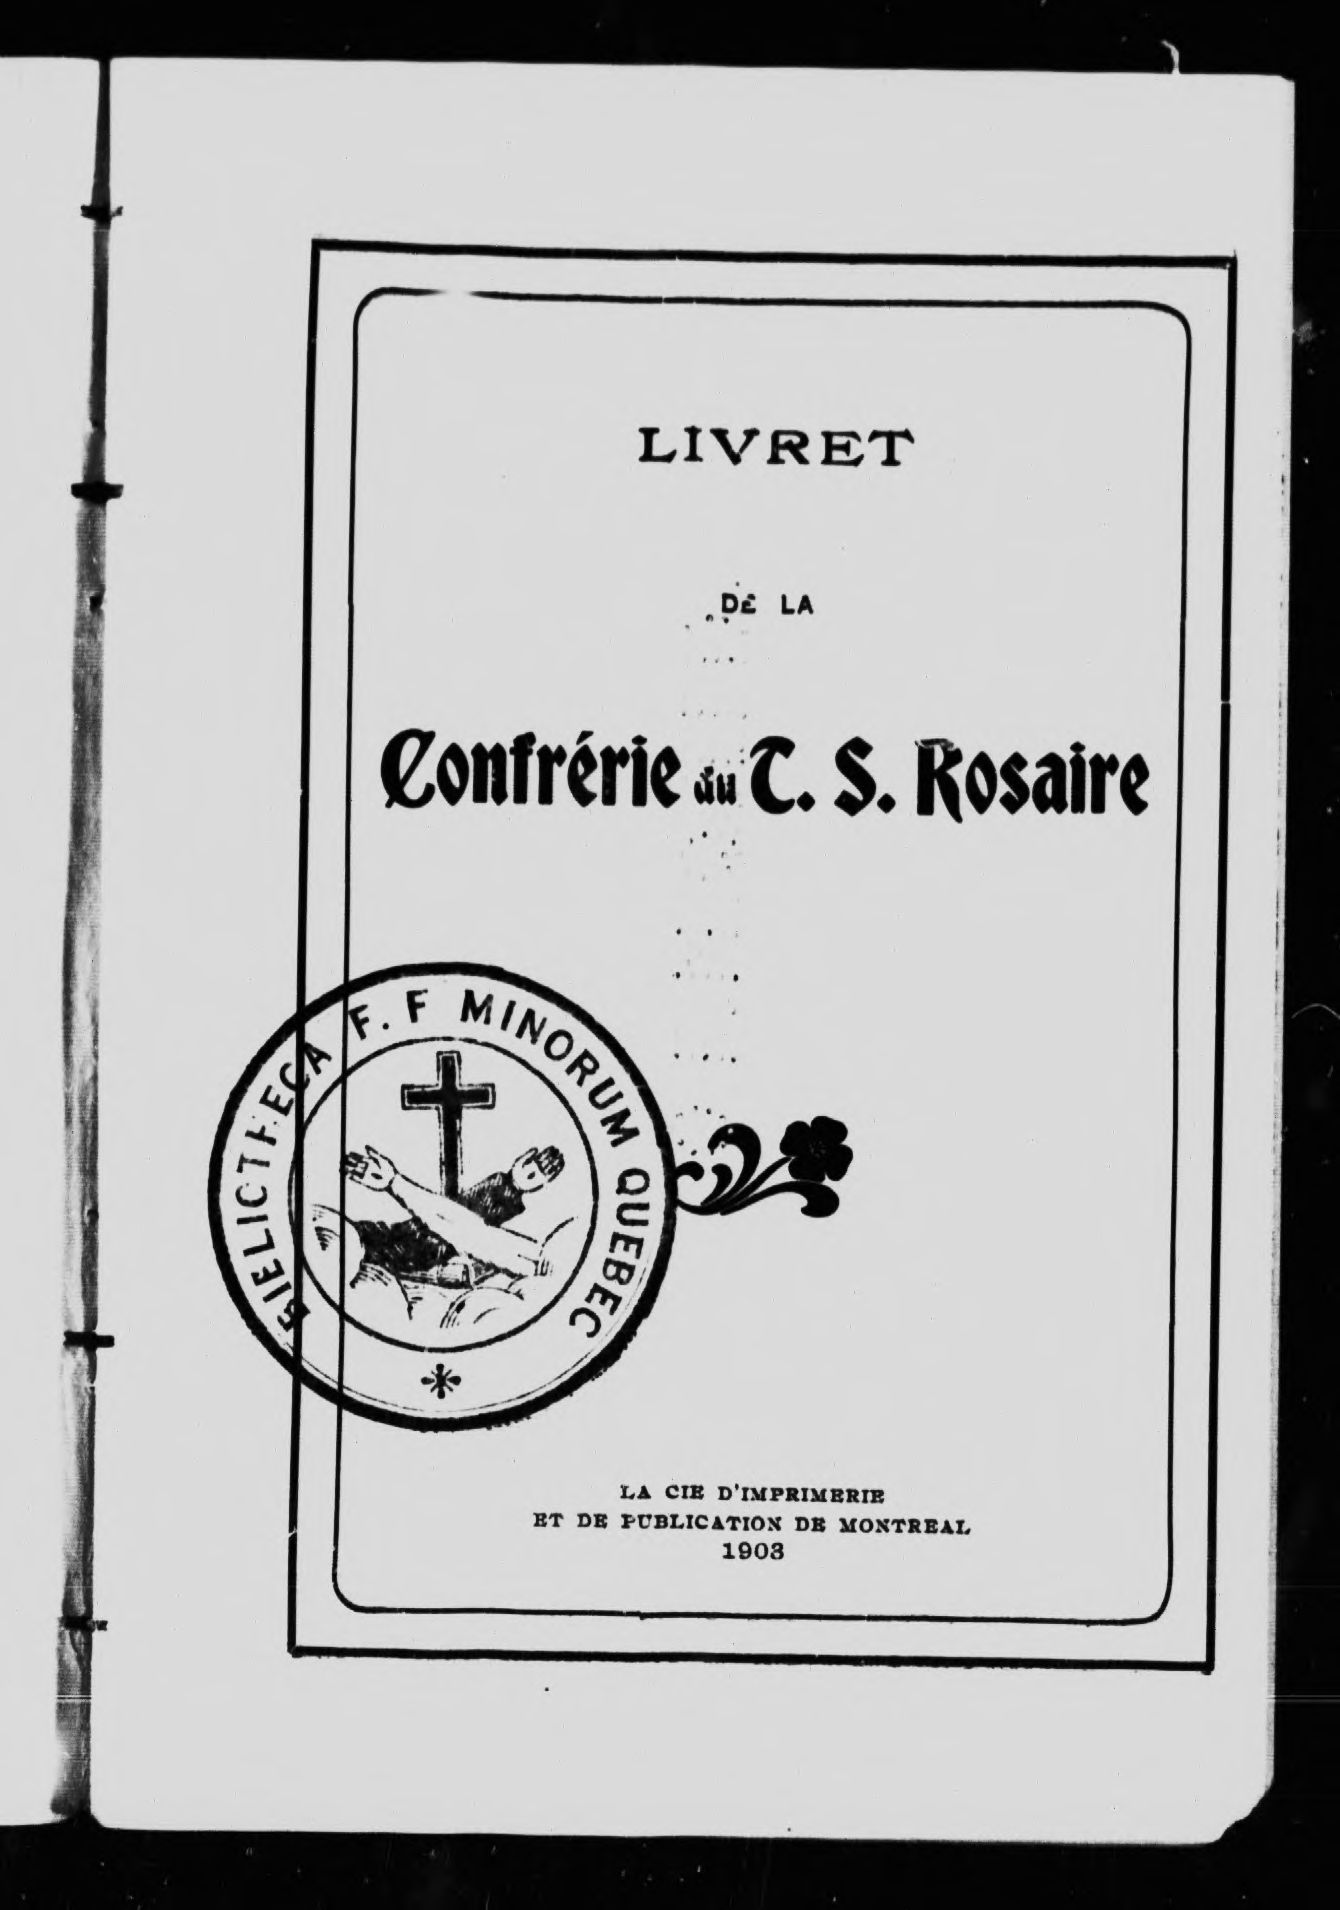 LIVRET
DE LA
Confrérie du T. S. Rosaire
BIBLIOTHECA F. F MINORUM QUEBEC
LA CIE D'IMPRIMERIE
ET DE PUBLICATION DE MONTREAL
1903